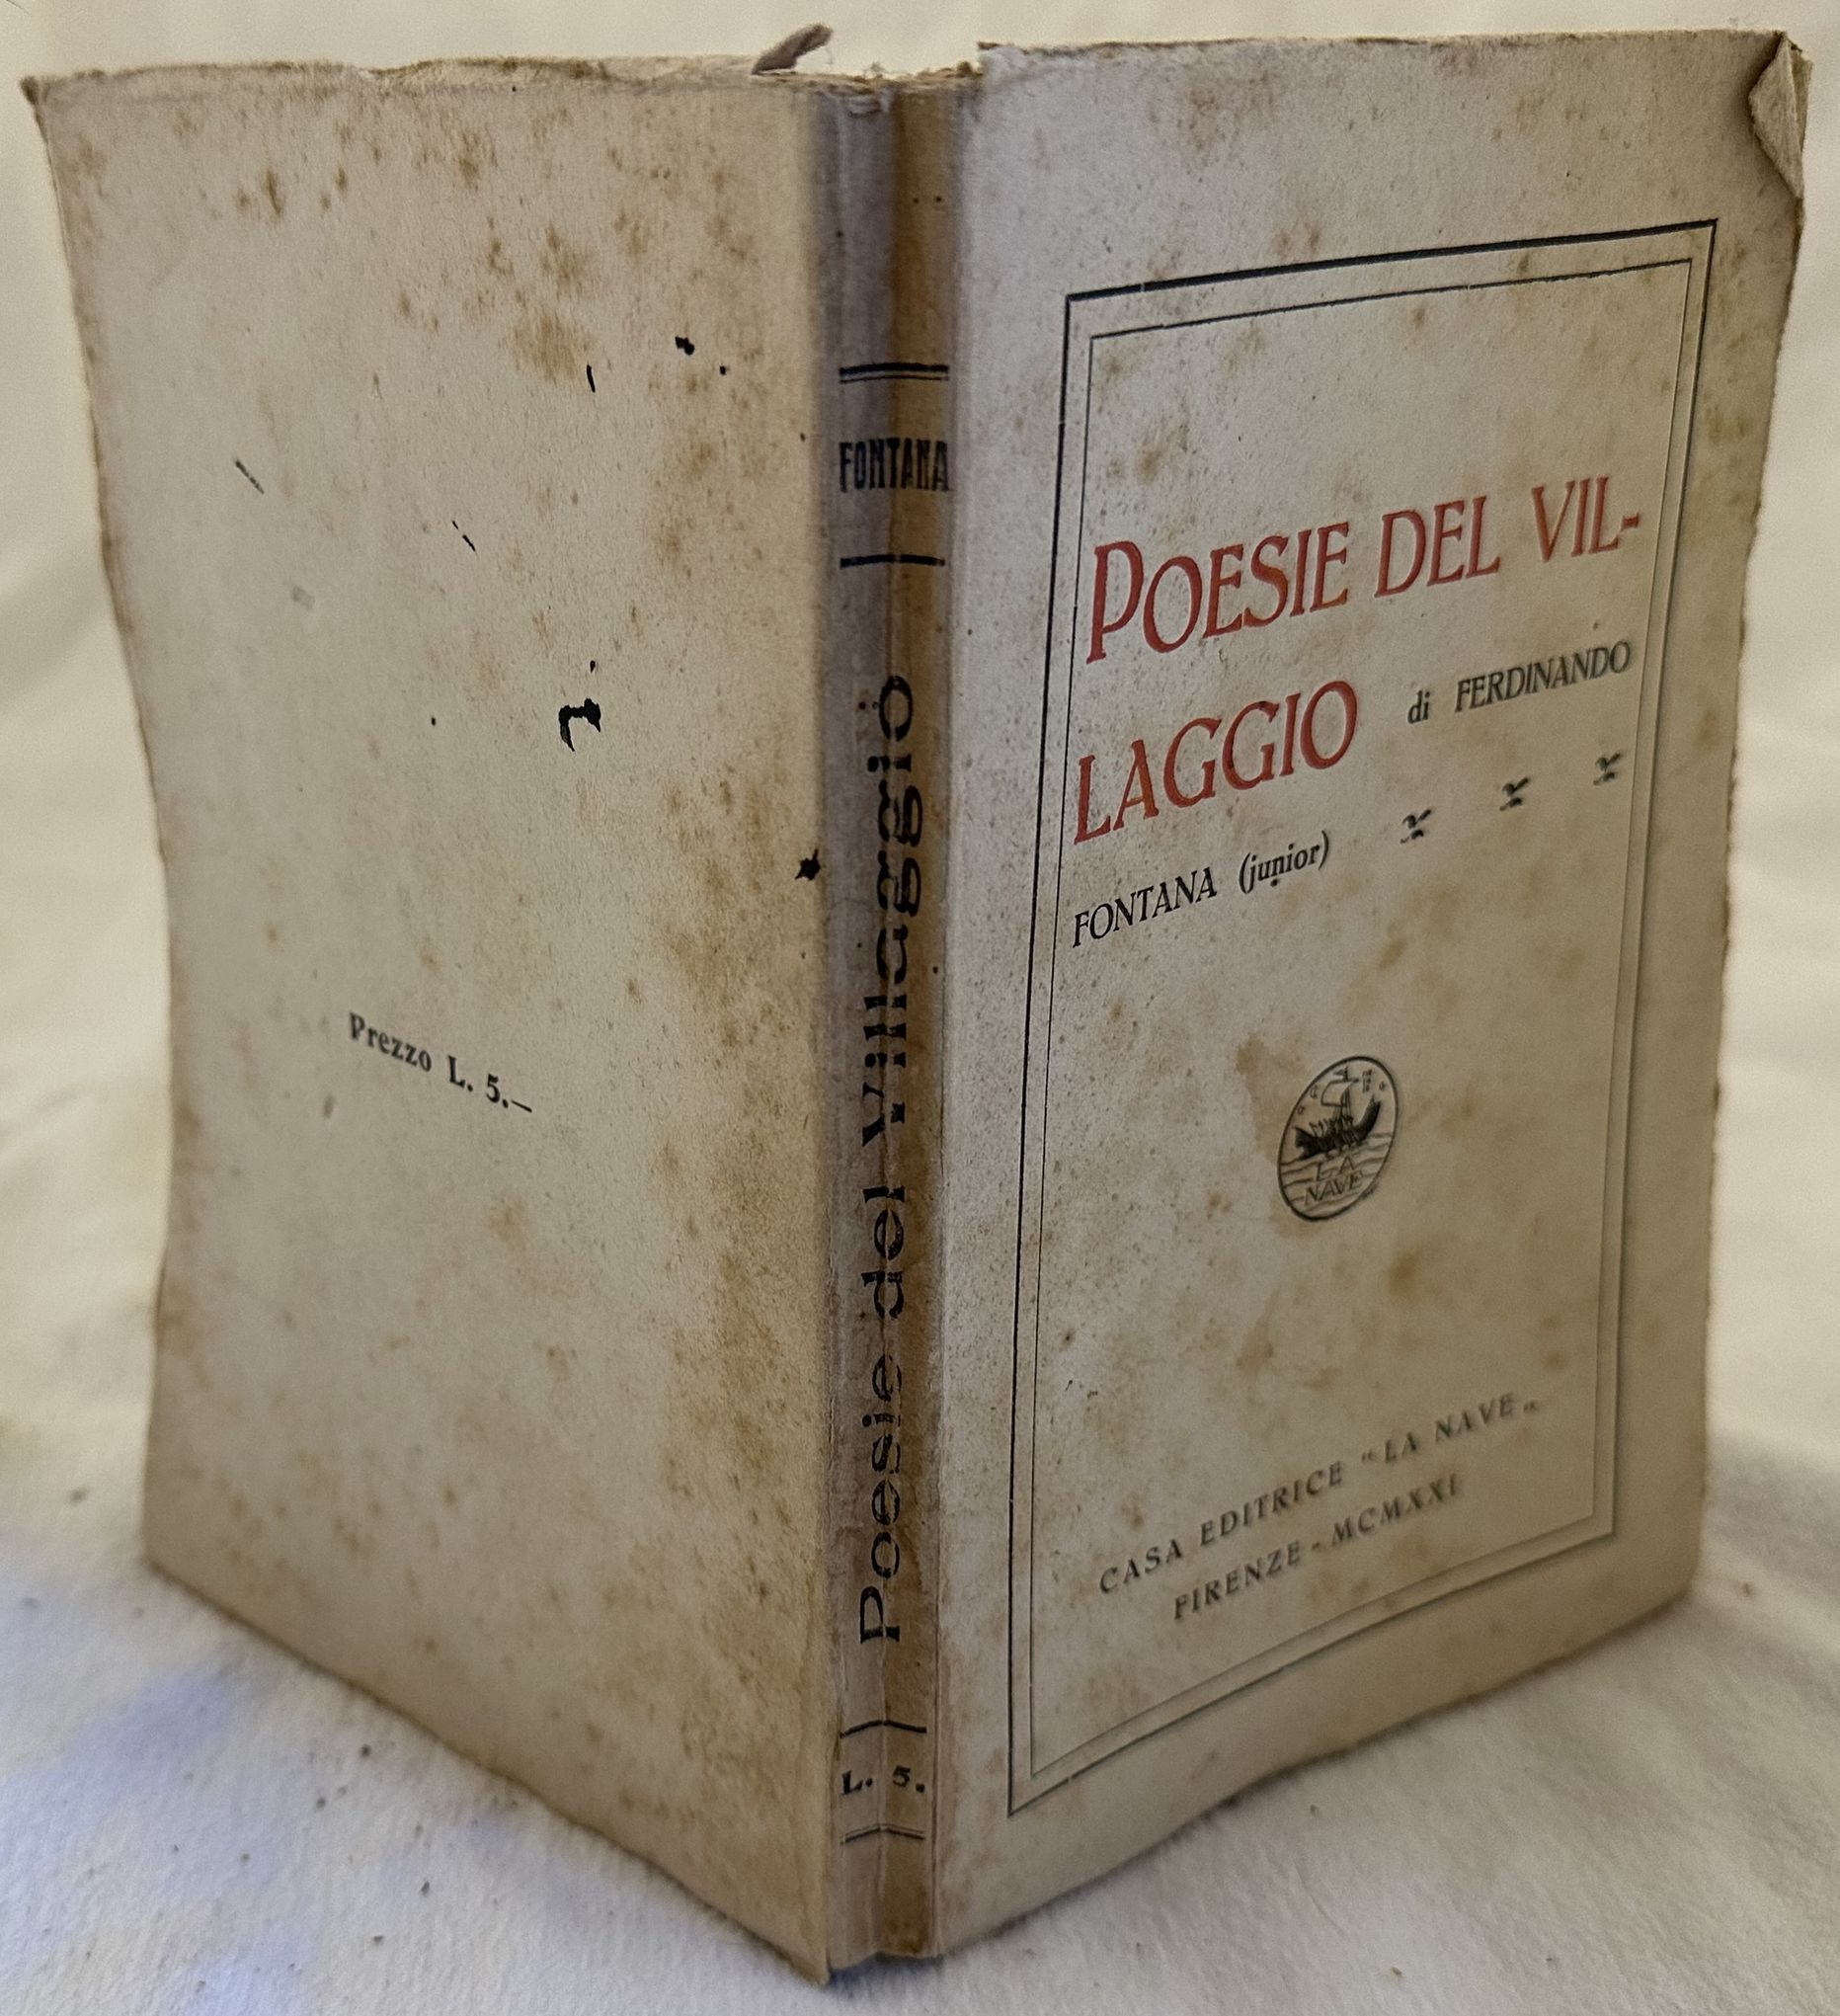 Prezzo L. 5.—
FONTANA
Poesie del Villaggio
L. 5.
POESIE DEL VIL-
LAGGIO di FERDINANDO
FONTANA (junior)
LA
NAVE
CASA EDITRICE “ LA NAVE „
FIRENZE - MCMXXI